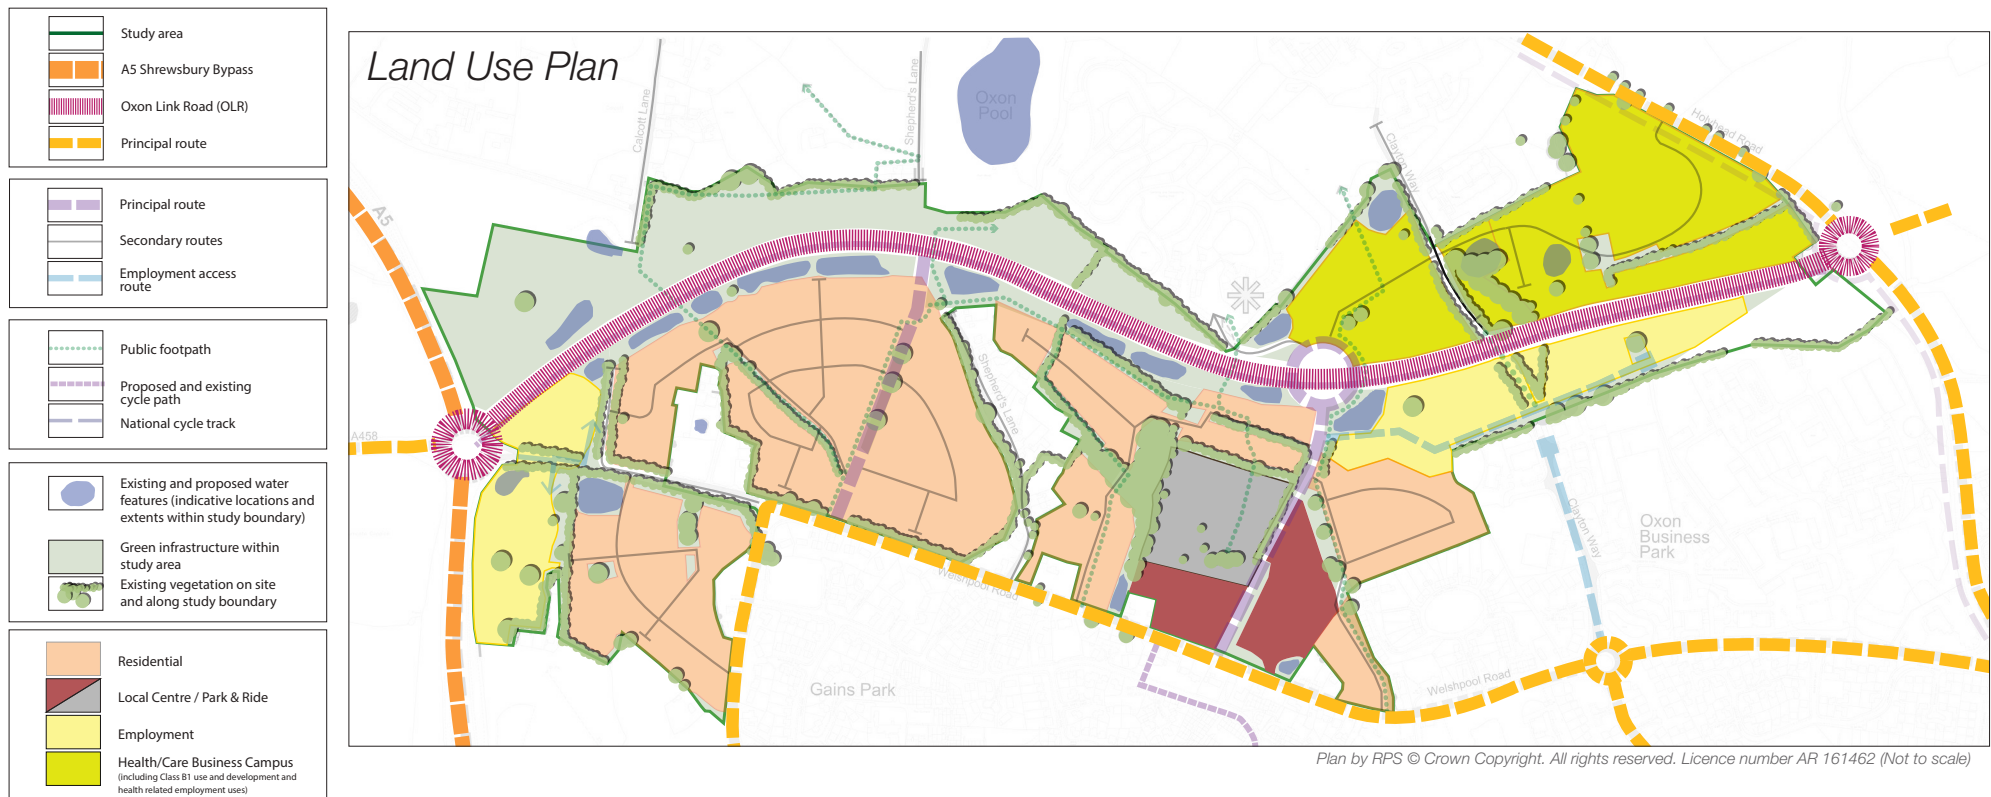 Study area
A5 Shrewsbury Bypass
Oxon Link Road (OLR)
Principal route
Principal route
Secondary routes
Employment access
route
Public footpath
Proposed and existing
cycle path
National cycle track
Existing and proposed water
features (indicative locations and
extents within study boundary)
Green infrastructure within
study area
Existing vegetation on site
and along study boundary
Residential
Local Centre / Park & Ride
Employment
Health/Care Business Campus
(including Class B1 use and development and
health related employment uses)
Land Use Plan
Calcott Lane
Shepherd's Lane
Oxon
Pool
Clayton Way
Holyhead Road
A5
A458
Shepherd's Lane
Welshpool Road
Gains Park
Clayton Way
Oxon
Business
Park
Welshpool Road
Plan by RPS © Crown Copyright. All rights reserved. Licence number AR 161462 (Not to scale)